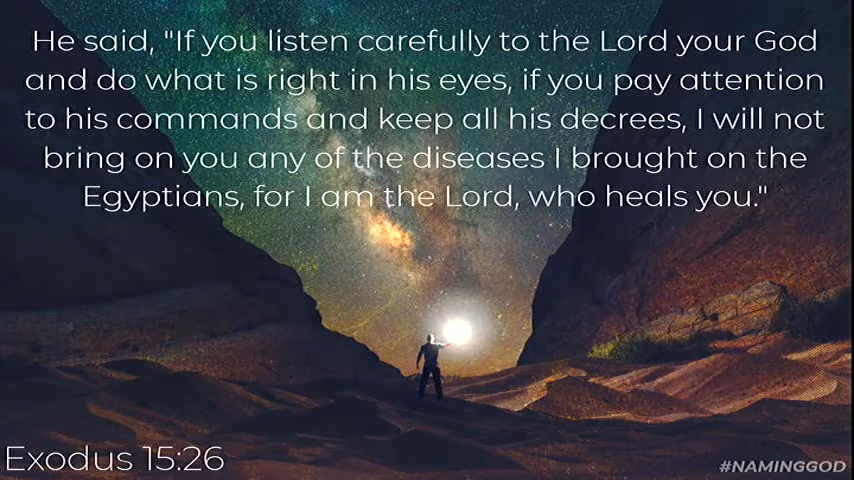 He said, "If you listen carefully to the Lord your God
and do what is right in his eyes, if you pay attention
to his commands and keep all his decrees, I will not
bring on you any of the diseases I brought on the
Egyptians, for I am the Lord, who heals you."
Exodus 15:26
#NAMINGGOD